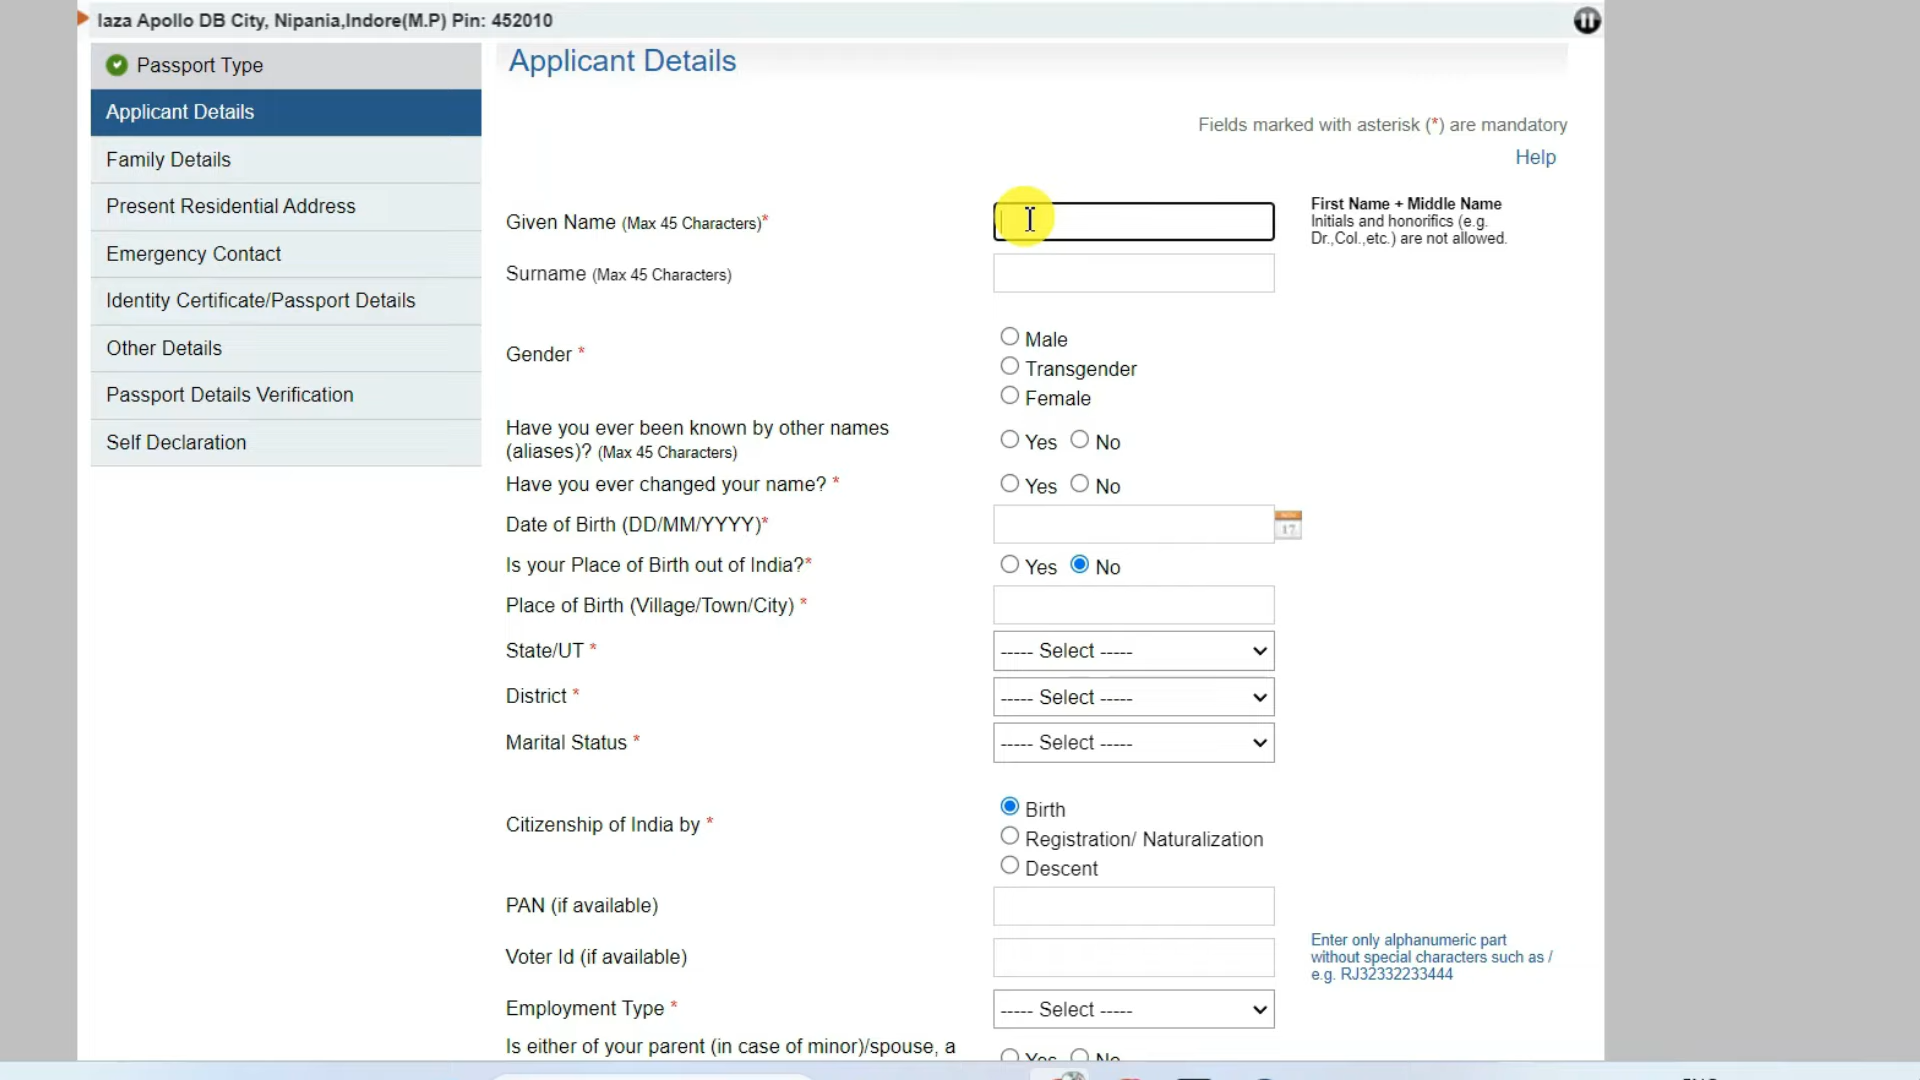 laza Apollo DB City, Nipania,Indore(M.P) Pin: 452010
Passport Type
Applicant Details
Family Details
Present Residential Address
Emergency Contact
Identity Certificate/Passport Details
Other Details
Passport Details Verification
Self Declaration
Applicant Details
Fields marked with asterisk (*) are mandatory
Help
Given Name (Max 45 Characters)*
First Name + Middle Name
Initials and honorifics (e.g.
Dr.,Col.,etc.) are not allowed.
Surname (Max 45 Characters)
Gender *
Male
Transgender
Female
Have you ever been known by other names
(aliases)? (Max 45 Characters)
Yes No
Have you ever changed your name? *
Yes No
Date of Birth (DD/MM/YYYY)*
17
Is your Place of Birth out of India?*
Yes No
Place of Birth (Village/Town/City) *
State/UT *
----- Select -----
District *
----- Select -----
Marital Status *
----- Select -----
Citizenship of India by *
Birth
Registration/ Naturalization
Descent
PAN (if available)
Voter Id (if available)
Enter only alphanumeric part
without special characters such as /
e.g. RJ32332233444
Employment Type *
----- Select -----
Is either of your parent (in case of minor)/spouse, a
Yes No